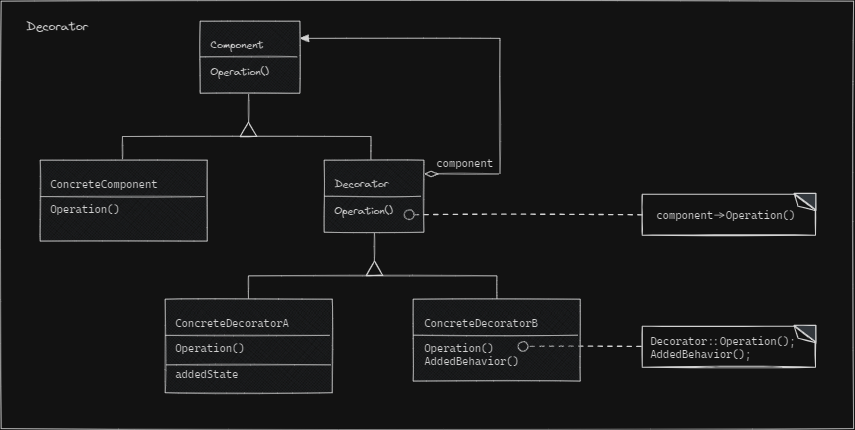 Decorator
Component
Operation()
component
ConcreteComponent
Operation()
Decorator
Operation()
component->Operation()
ConcreteDecoratorA
Operation()
addedState
ConcreteDecoratorB
Operation()
AddedBehavior()
Decorator::Operation();
AddedBehavior();